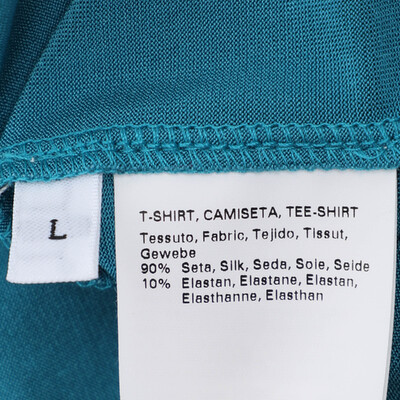 L
T-SHIRT, CAMISETA, TEE-SHIRT
Tessuto, Fabric, Tejido, Tissut,
Gewebe
90% Seta, Silk, Seda, Soie, Seide
10% Elastan, Elastane, Elastan,
Elasthanne, Elasthan